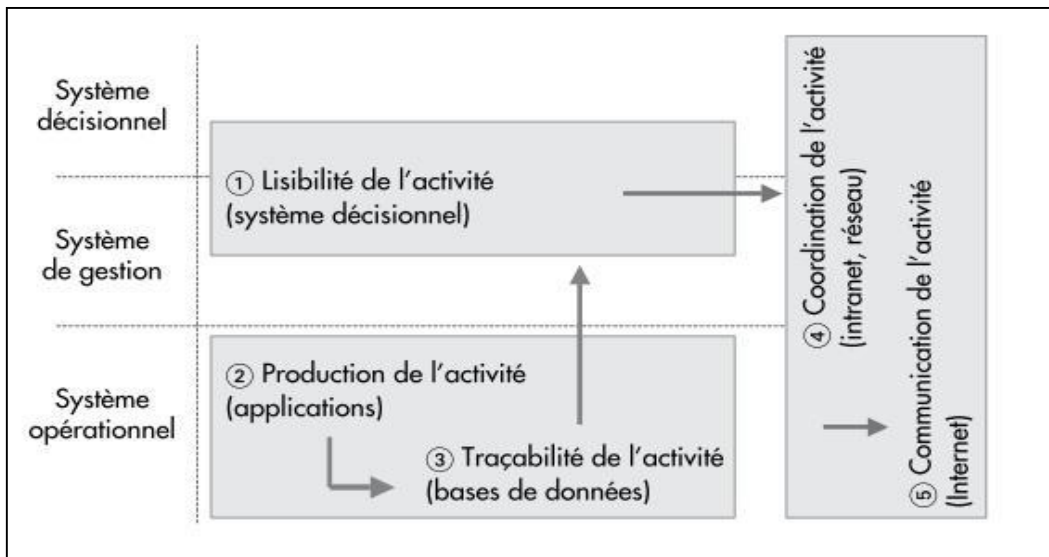 Système
décisionnel
① Lisibilité de l'activité
(système décisionnel)
Système
de gestion
② Production de l'activité
(applications)
Système
opérationnel
③ Traçabilité de l'activité
(bases de données)
④ Coordination de l'activité
(intranet, réseau)
⑤ Communication de l'activité
(Internet)